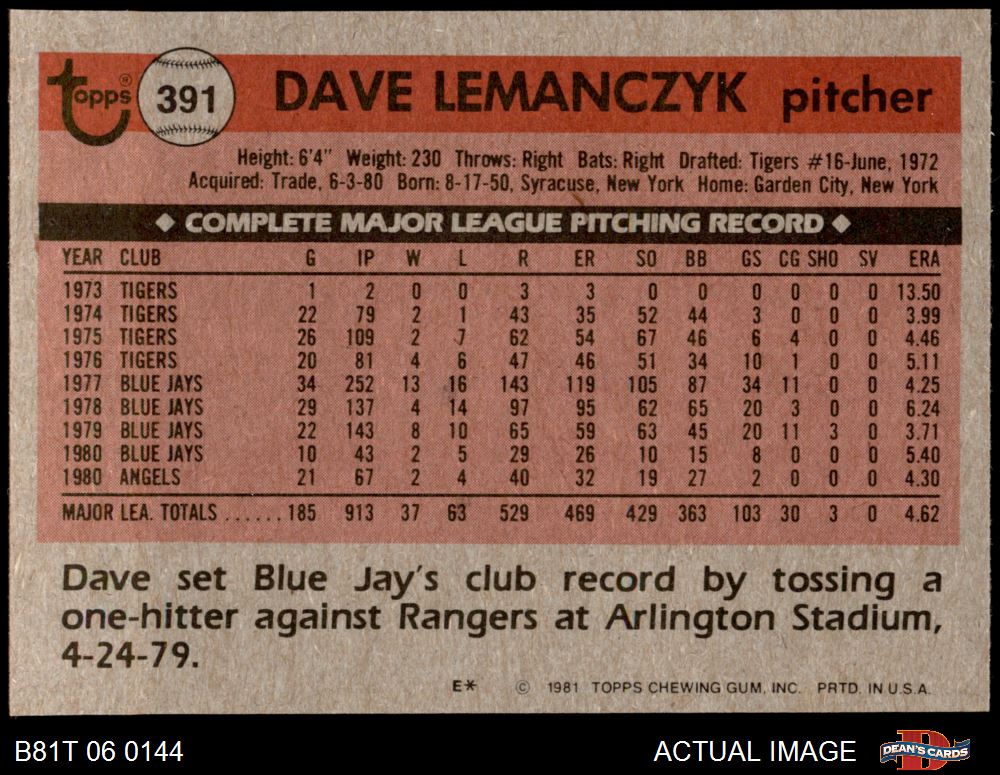 topps® 391 DAVE LEMANCZYK pitcher
Height: 6'4" Weight: 230 Throws: Right Bats: Right Drafted: Tigers #16-June, 1972
Acquired: Trade, 6-3-80 Born: 8-17-50, Syracuse, New York Home: Garden City, New York
◆ COMPLETE MAJOR LEAGUE PITCHING RECORD ◆
YEAR CLUB G IP W L R ER SO BB GS CG SHO SV ERA
1973 TIGERS 1 2 0 0 3 3 0 0 0 0 0 0 13.50
1974 TIGERS 22 79 2 1 43 35 52 44 3 0 0 0 3.99
1975 TIGERS 26 109 2 7 62 54 67 46 6 4 0 0 4.46
1976 TIGERS 20 81 4 6 47 46 51 34 10 1 0 0 5.11
1977 BLUE JAYS 34 252 13 16 143 119 105 87 34 11 0 0 4.25
1978 BLUE JAYS 29 137 4 14 97 95 62 65 20 3 0 0 6.24
1979 BLUE JAYS 22 143 8 10 65 59 63 45 20 11 3 0 3.71
1980 BLUE JAYS 10 43 2 5 29 26 10 15 8 0 0 0 5.40
1980 ANGELS 21 67 2 4 40 32 19 27 2 0 0 0 4.30
MAJOR LEA. TOTALS ...... 185 913 37 63 529 469 429 363 103 30 3 0 4.62
Dave set Blue Jay's club record by tossing a
one-hitter against Rangers at Arlington Stadium,
4-24-79.
E* © 1981 TOPPS CHEWING GUM, INC. PRTD. IN U.S.A.
B81T 06 0144 ACTUAL IMAGE DEAN'S CARDS